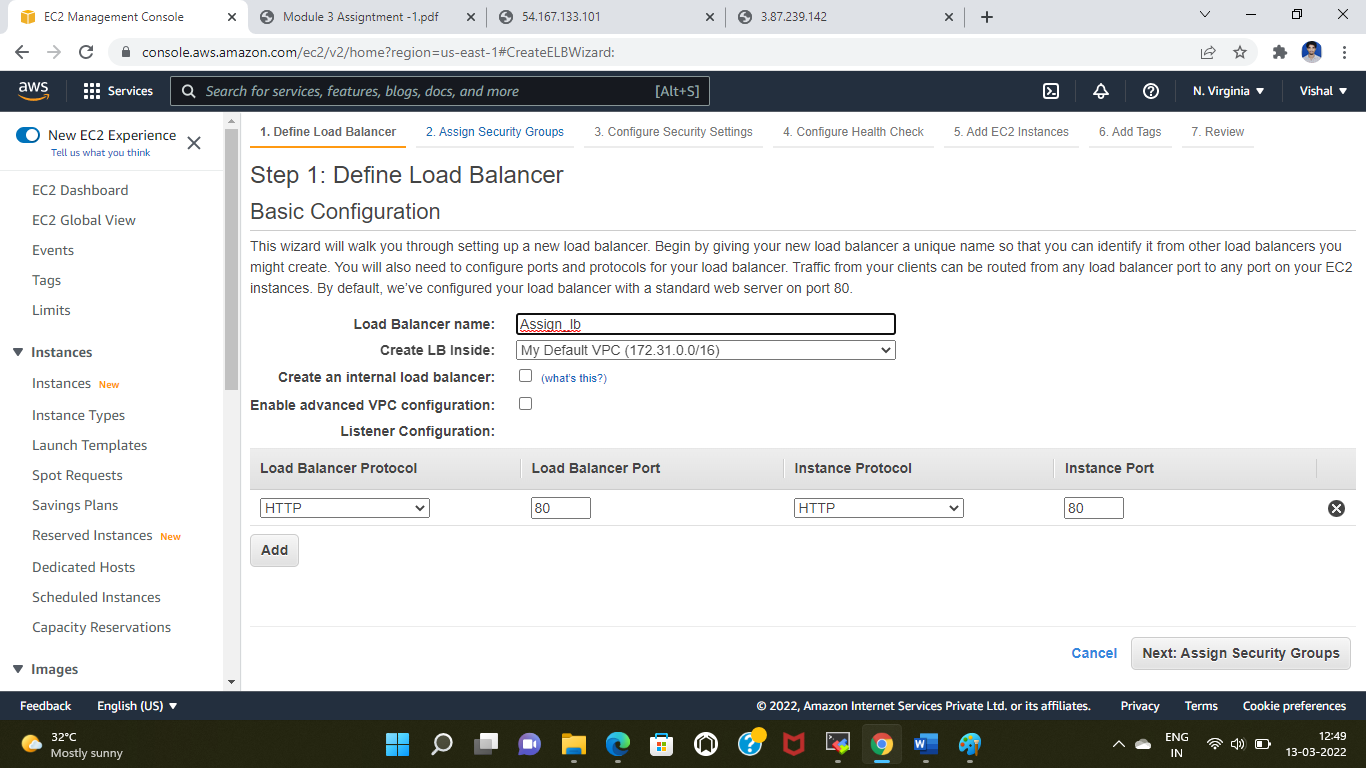 EC2 Management Console
Module 3 Assigntment -1.pdf
54.167.133.101
3.87.239.142
console.aws.amazon.com/ec2/v2/home?region=us-east-1#CreateELBWizard:
aws
Services
Search for services, features, blogs, docs, and more
[Alt+S]
N. Virginia
Vishal
New EC2 Experience
Tell us what you think
EC2 Dashboard
EC2 Global View
Events
Tags
Limits
Instances
Instances New
Instance Types
Launch Templates
Spot Requests
Savings Plans
Reserved Instances New
Dedicated Hosts
Scheduled Instances
Capacity Reservations
Images
1. Define Load Balancer
2. Assign Security Groups
3. Configure Security Settings
4. Configure Health Check
5. Add EC2 Instances
6. Add Tags
7. Review
Step 1: Define Load Balancer
Basic Configuration
This wizard will walk you through setting up a new load balancer. Begin by giving your new load balancer a unique name so that you can identify it from other load balancers you
might create. You will also need to configure ports and protocols for your load balancer. Traffic from your clients can be routed from any load balancer port to any port on your EC2
instances. By default, we've configured your load balancer with a standard web server on port 80.
Load Balancer name: Assign_lb
Create LB Inside: My Default VPC (172.31.0.0/16)
Create an internal load balancer: (what's this?)
Enable advanced VPC configuration:
Listener Configuration:
Load Balancer Protocol Load Balancer Port Instance Protocol Instance Port
HTTP 80 HTTP 80
Add
Cancel Next: Assign Security Groups
Feedback English (US) © 2022, Amazon Internet Services Private Ltd. or its affiliates. Privacy Terms Cookie preferences
32°C
Mostly sunny
ENG
IN
12:49
13-03-2022